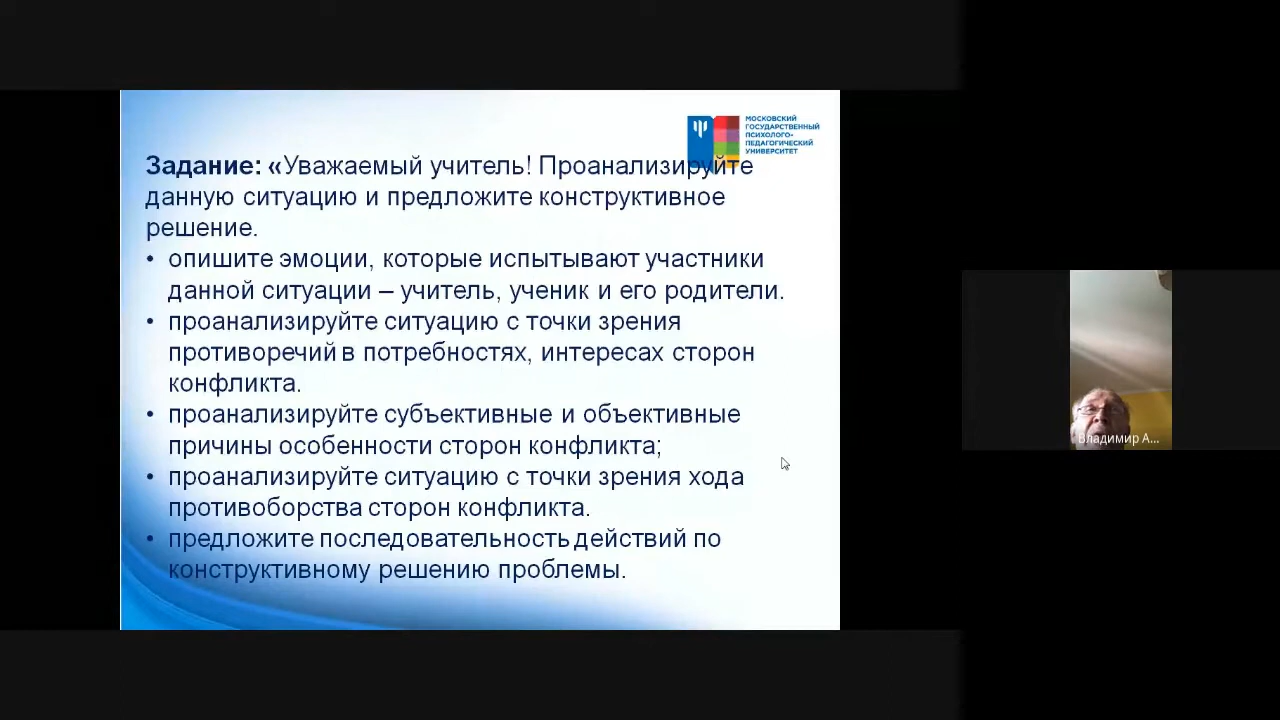 МОСКОВСКИЙ
ГОСУДАРСТВЕННЫЙ
ПСИХОЛОГО-
ПЕДАГОГИЧЕСКИЙ
УНИВЕРСИТЕТ
Задание: «Уважаемый учитель! Проанализируйте
данную ситуацию и предложите конструктивное
решение.
• опишите эмоции, которые испытывают участники
данной ситуации – учитель, ученик и его родители.
• проанализируйте ситуацию с точки зрения
противоречий в потребностях, интересах сторон
конфликта.
• проанализируйте субъективные и объективные
причины особенности сторон конфликта;
• проанализируйте ситуацию с точки зрения хода
противоборства сторон конфликта.
• предложите последовательность действий по
конструктивному решению проблемы.
Владимир А...